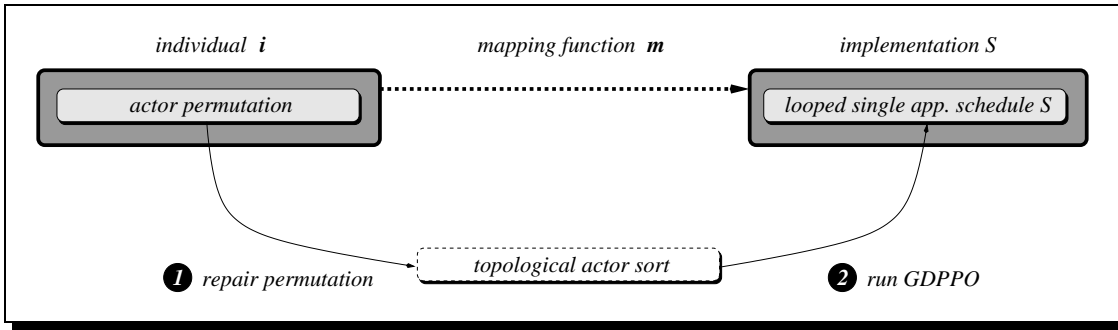 individual i
mapping function m
implementation S
actor permutation
looped single app. schedule S
topological actor sort
1 repair permutation
2 run GDPPO